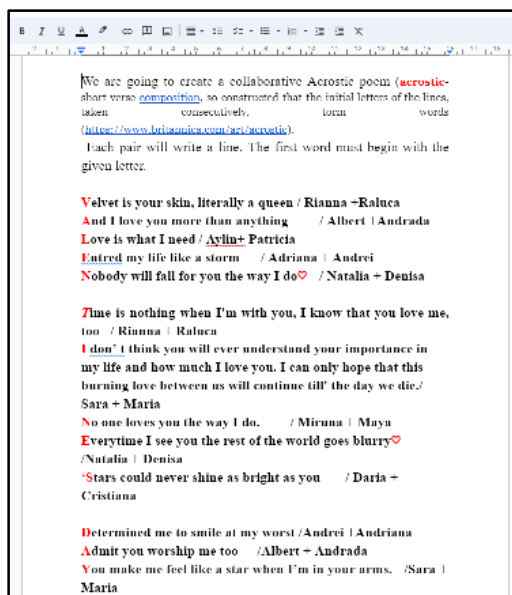 We are going to create a collaborative Acrostic poem (acrostic-
short verse composition, so constructed that the initial letters of the lines,
taken consecutively, form words
(https://www.britannica.com/art/acrostic).
Each pair will write a line. The first word must begin with the
given letter.
Velvet is your skin, literally a queen / Rianna +Raluca
And I love you more than anything / Albert +Andrada
Love is what I need / Aylin+ Patricia
Entred my life like a storm / Adriana + Andrei
Nobody will fall for you the way I do♡ / Natalia + Denisa
Time is nothing when I'm with you, I know that you love me,
too / Rianna + Raluca
I don' t think you will ever understand your importance in
my life and how much I love you. I can only hope that this
burning love between us will continue till' the day we die./
Sara + Maria
No one loves you the way I do. / Miruna + Maya
Everytime I see you the rest of the world goes blurry♡
/Natalia + Denisa
'Stars could never shine as bright as you / Daria +
Cristiana
Determined me to smile at my worst /Andrei +Andriana
Admit you worship me too /Albert + Andrada
You make me feel like a star when I'm in your arms. /Sara +
Maria